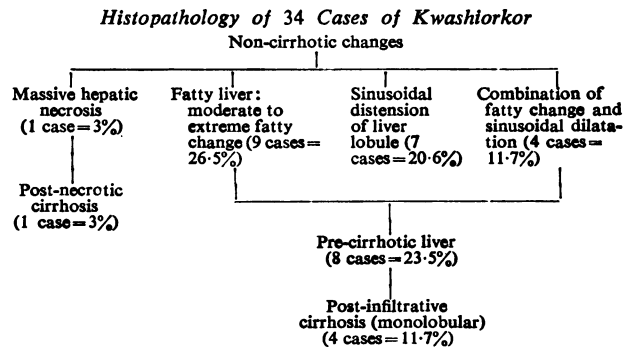 Histopathology of 34 Cases of Kwashiorkor
Non-cirrhotic changes
Massive hepatic
necrosis
(1 case=3%)
Fatty liver:
moderate to
extreme fatty
change (9 cases=
26·5%)
Sinusoidal
distension
of liver
lobule (7
cases=20·6%)
Combination of
fatty change and
sinusoidal dilata-
tion (4 cases=
11·7%)
Post-necrotic
cirrhosis
(1 case=3%)
Pre-cirrhotic liver
(8 cases=23·5%)
Post-infiltrative
cirrhosis (monolobular)
(4 cases=11·7%)